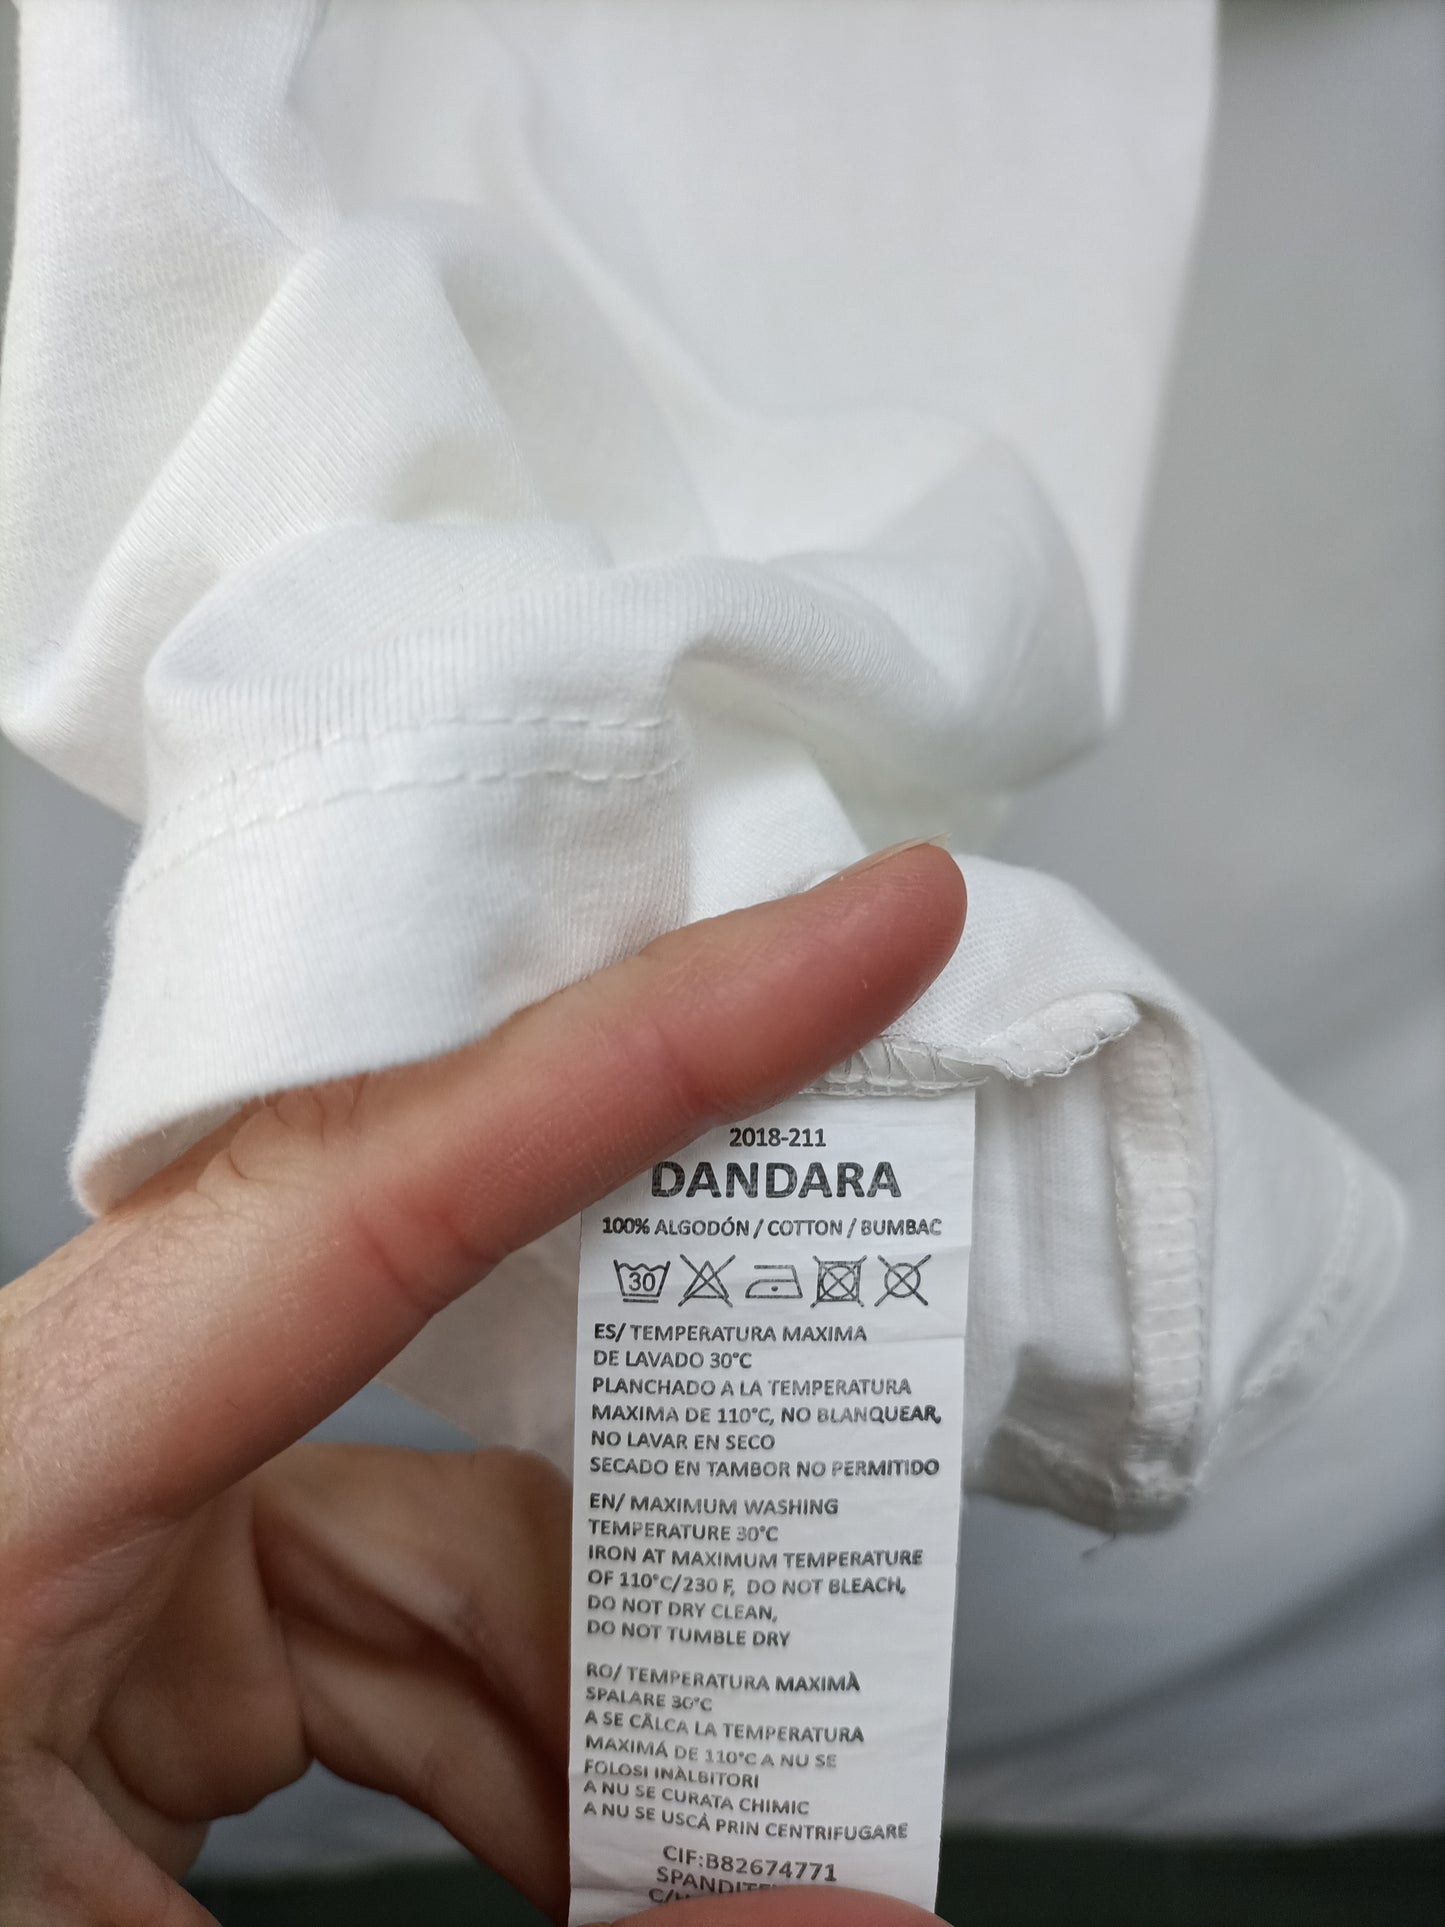 2018-211
DANDARA
100% ALGODÓN / COTTON / BUMBAC
30
ES/ TEMPERATURA MAXIMA
DE LAVADO 30°C
PLANCHADO A LA TEMPERATURA
MAXIMA DE 110°C, NO BLANQUEAR,
NO LAVAR EN SECO
SECADO EN TAMBOR NO PERMITIDO
EN/ MAXIMUM WASHING
TEMPERATURE 30°C
IRON AT MAXIMUM TEMPERATURE
OF 110°C/230 F, DO NOT BLEACH,
DO NOT DRY CLEAN,
DO NOT TUMBLE DRY
RO/ TEMPERATURA MAXIMÀ
SPALARE 30°C
A SE CĂLCA LA TEMPERATURA
MAXIMÁ DE 110°C A NU SE
FOLOSI INÀLBITORI
A NU SE CURATA CHIMIC
A NU SE USCÀ PRIN CENTRIFUGARE
CIF:B82674771